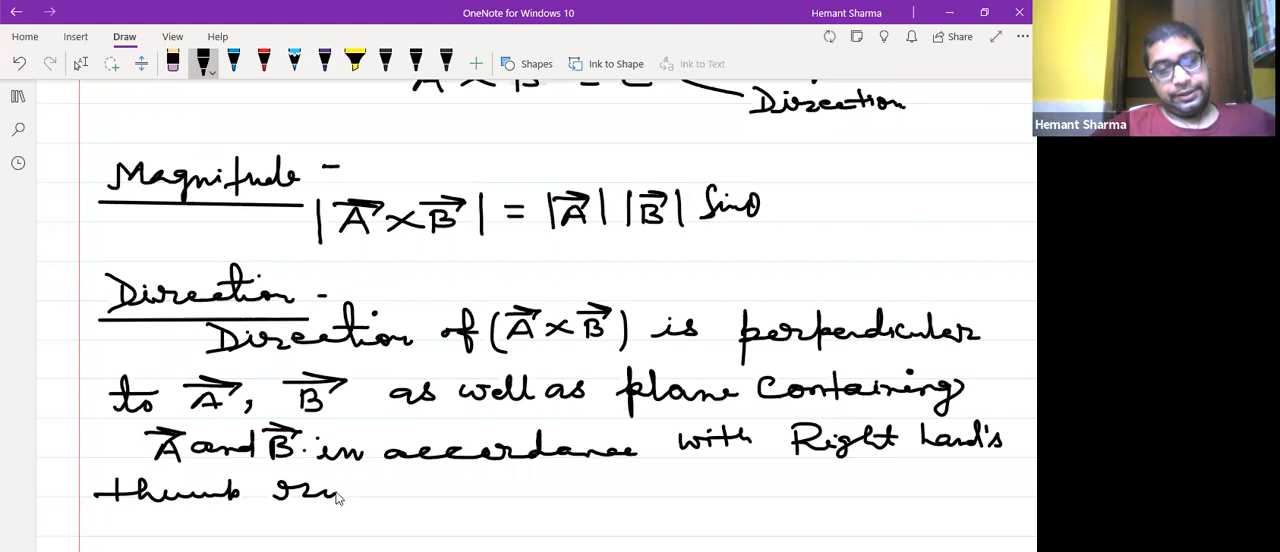 OneNote for Windows 10
Hemant Sharma
Home Insert Draw View Help
Share
Shapes Ink to Shape Ink to Text
A × B = C
Direction
Magnitude -
|A⃗ × B⃗| = |A⃗| |B⃗| Sinθ
Direction -
Direction of (A⃗ × B⃗) is perpendicular
to A⃗, B⃗ as well as plane containing
A⃗ and B⃗. in accordance with Right hand's
thumb ru
Hemant Sharma